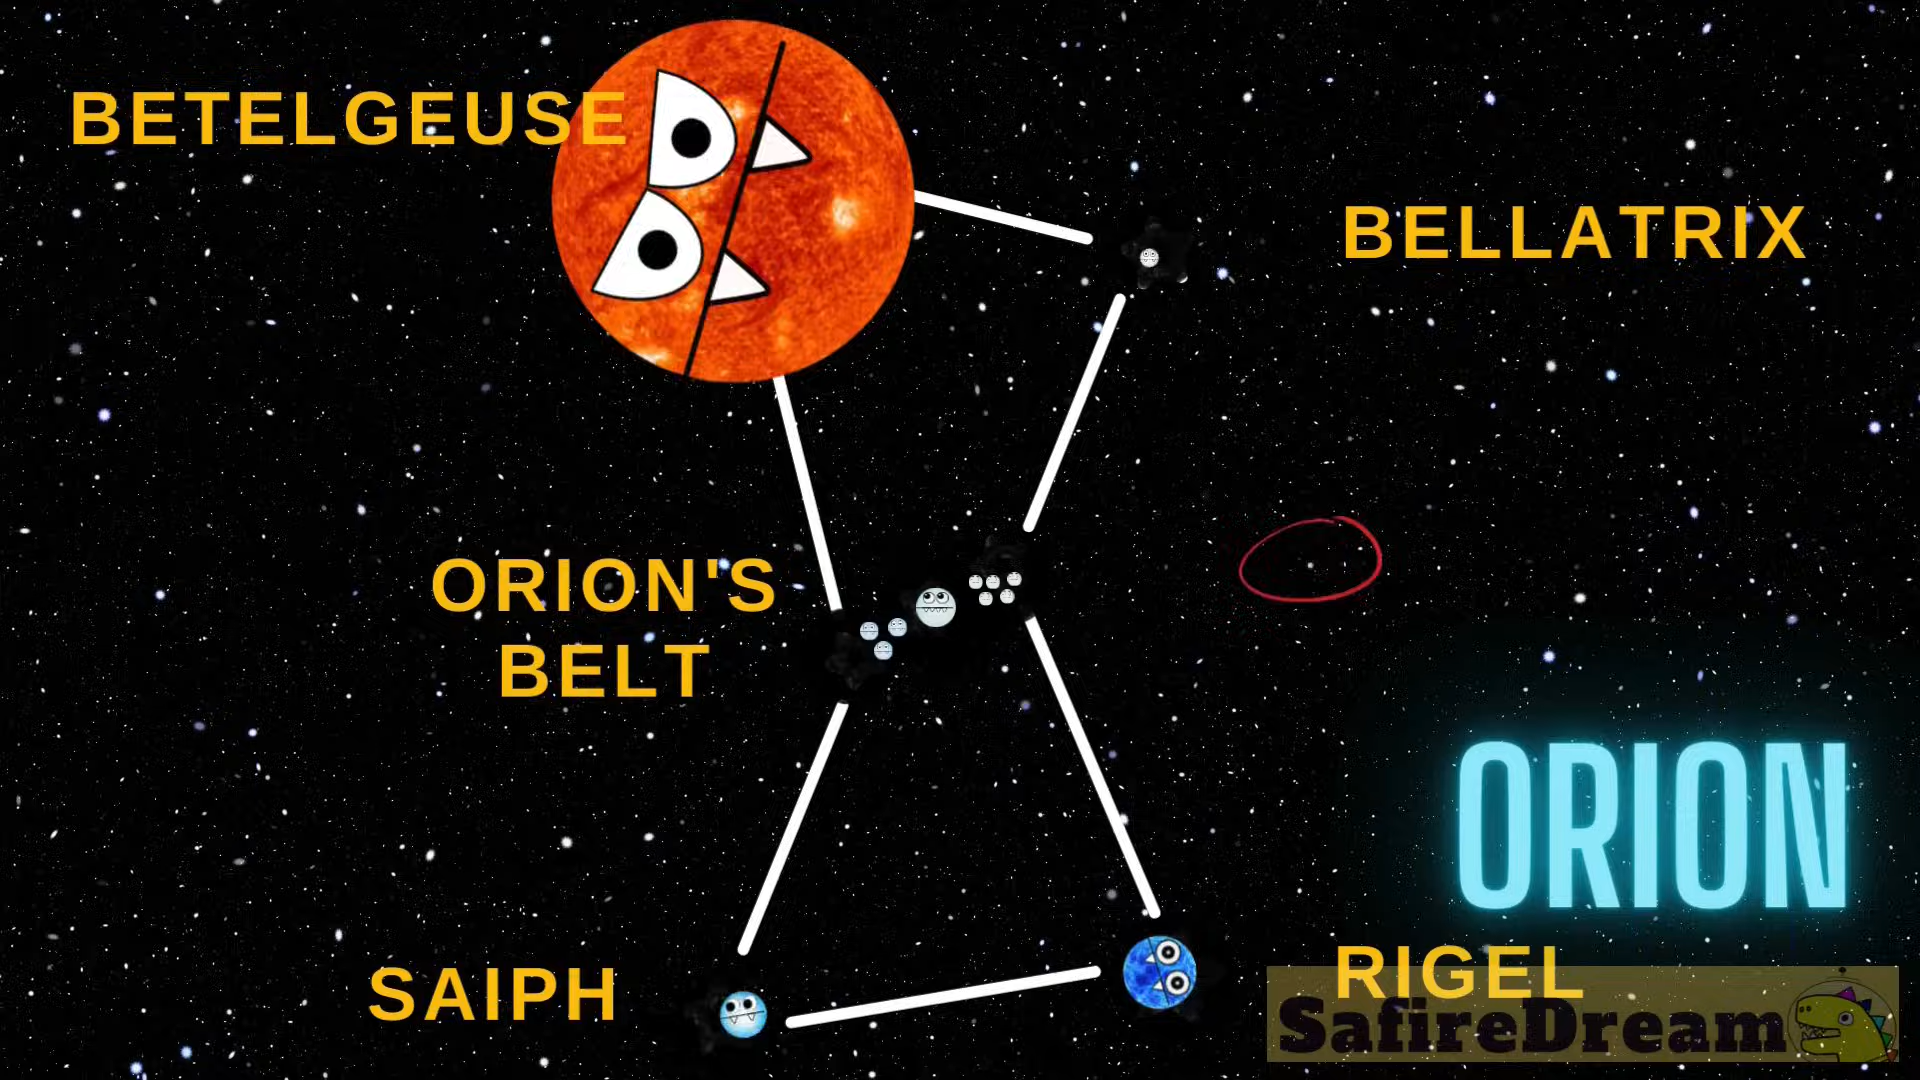 BETELGEUSE
BELLATRIX
ORION'S
BELT
ORION
SAIPH
RIGEL
SafireDream